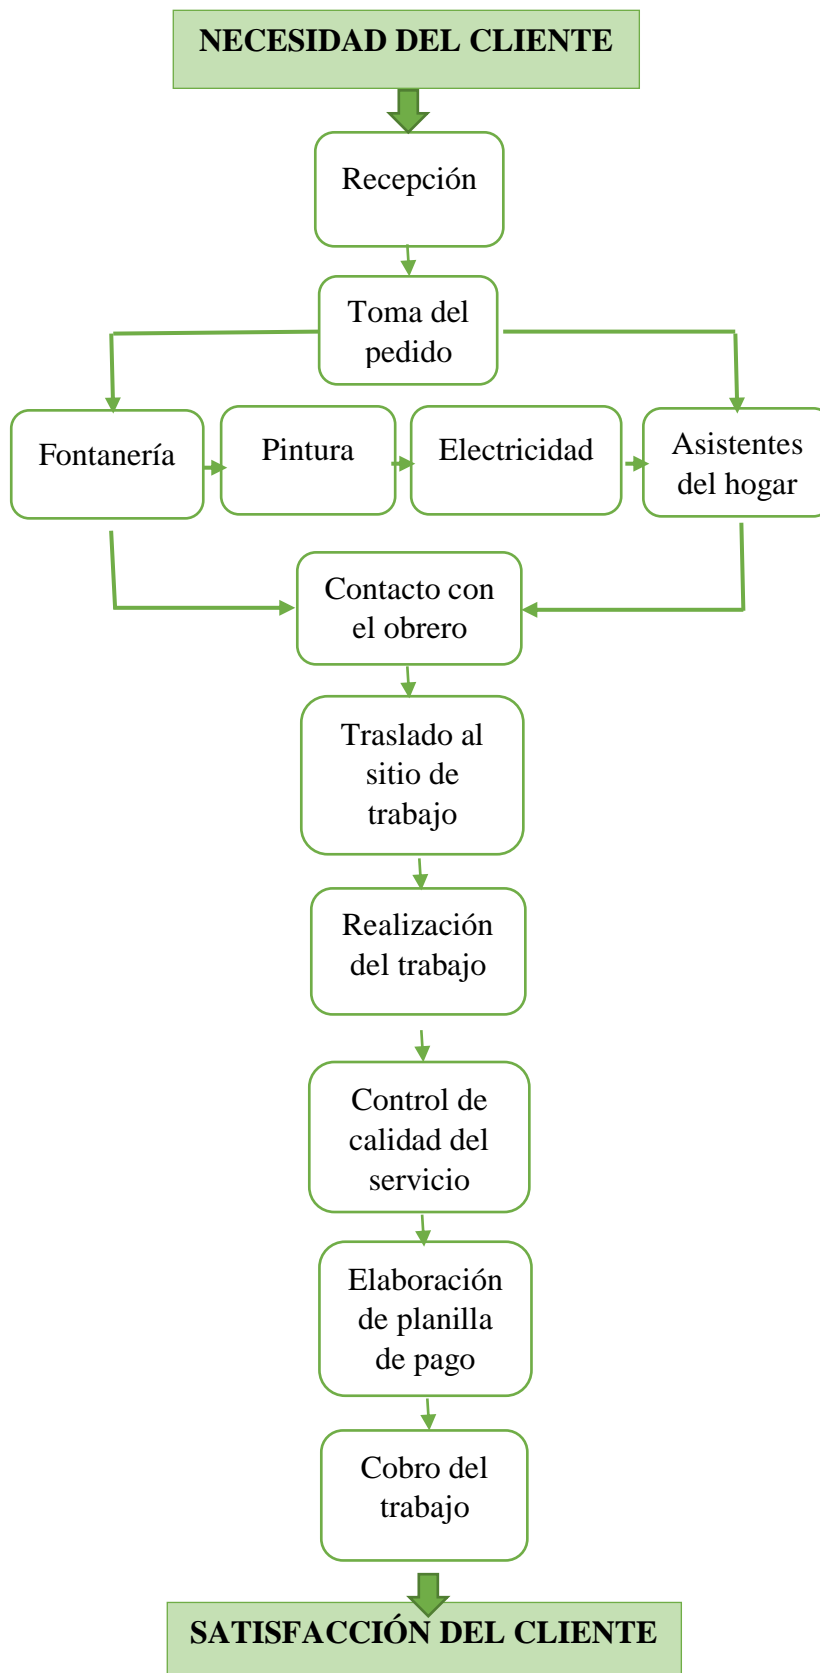 NECESIDAD DEL CLIENTE
Recepción
Toma del
pedido
Fontanería
Pintura
Electricidad
Asistentes
del hogar
Contacto con
el obrero
Traslado al
sitio de
trabajo
Realización
del trabajo
Control de
calidad del
servicio
Elaboración
de planilla
de pago
Cobro del
trabajo
SATISFACCIÓN DEL CLIENTE